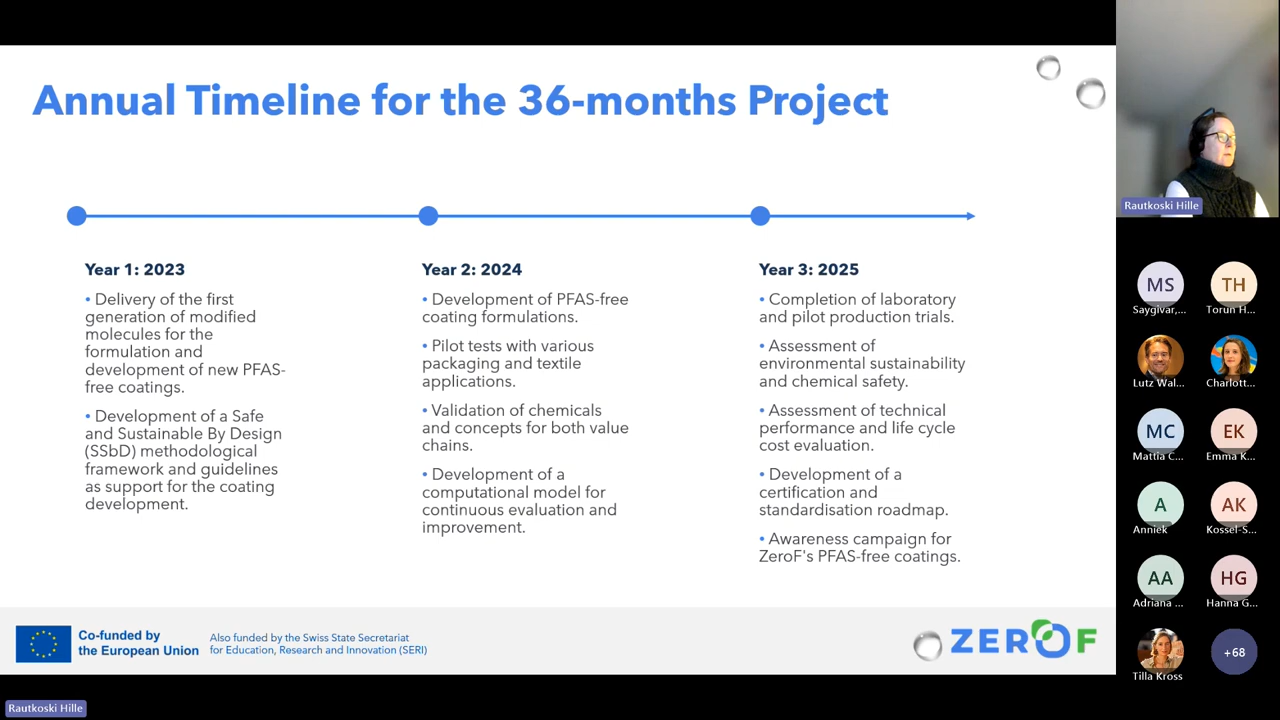 Annual Timeline for the 36-months Project
Year 1: 2023
• Delivery of the first
generation of modified
molecules for the
formulation and
development of new PFAS-
free coatings.
• Development of a Safe
and Sustainable By Design
(SSbD) methodological
framework and guidelines
as support for the coating
development.
Year 2: 2024
• Development of PFAS-free
coating formulations.
• Pilot tests with various
packaging and textile
applications.
• Validation of chemicals
and concepts for both value
chains.
• Development of a
computational model for
continuous evaluation and
improvement.
Year 3: 2025
• Completion of laboratory
and pilot production trials.
• Assessment of
environmental sustainability
and chemical safety.
• Assessment of technical
performance and life cycle
cost evaluation.
• Development of a
certification and
standardisation roadmap.
• Awareness campaign for
ZeroF's PFAS-free coatings.
Co-funded by
the European Union
Also funded by the Swiss State Secretariat
for Education, Research and Innovation (SERI)
ZEROF
Rautkoski Hille
Rautkoski Hille
MS
Saygivar,...
TH
Torun H...
Lutz Wal...
Charlott...
MC
Mattia C...
EK
Emma K...
A
Anniek
AK
Kossel-S...
AA
Adriana ...
HG
Hanna G...
Tilla Kross
+68